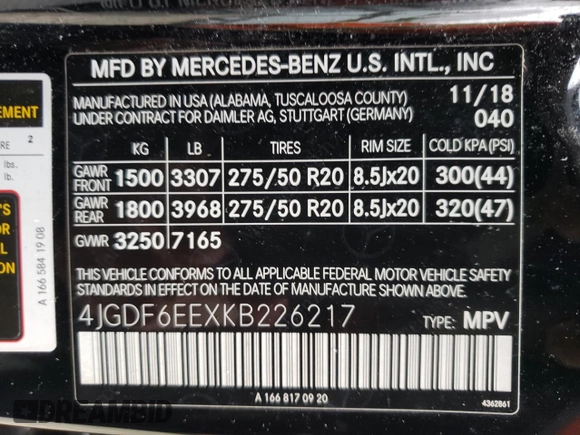 MFD BY MERCEDES-BENZ U.S. INTL., INC
MANUFACTURED IN USA (ALABAMA, TUSCALOOSA COUNTY) 11/18
UNDER CONTRACT FOR DAIMLER AG, STUTTGART (GERMANY) 040
KG LB TIRES RIM SIZE COLD KPA(PSI)
GAWR FRONT 1500 3307 275/50 R20 8.5Jx20 300(44)
GAWR REAR 1800 3968 275/50 R20 8.5Jx20 320(47)
GVWR 3250 7165
THIS VEHICLE CONFORMS TO ALL APPLICABLE FEDERAL MOTOR VEHICLE SAFETY
STANDARDS IN EFFECT ON THE DATE OF MANUFACTURE SHOWN ABOVE.
4JGDF6EEXKB226217 TYPE: MPV
A 166 817 09 20
4362861
A 166 584 19 08
2
lbs.
lb.
DREAMBID